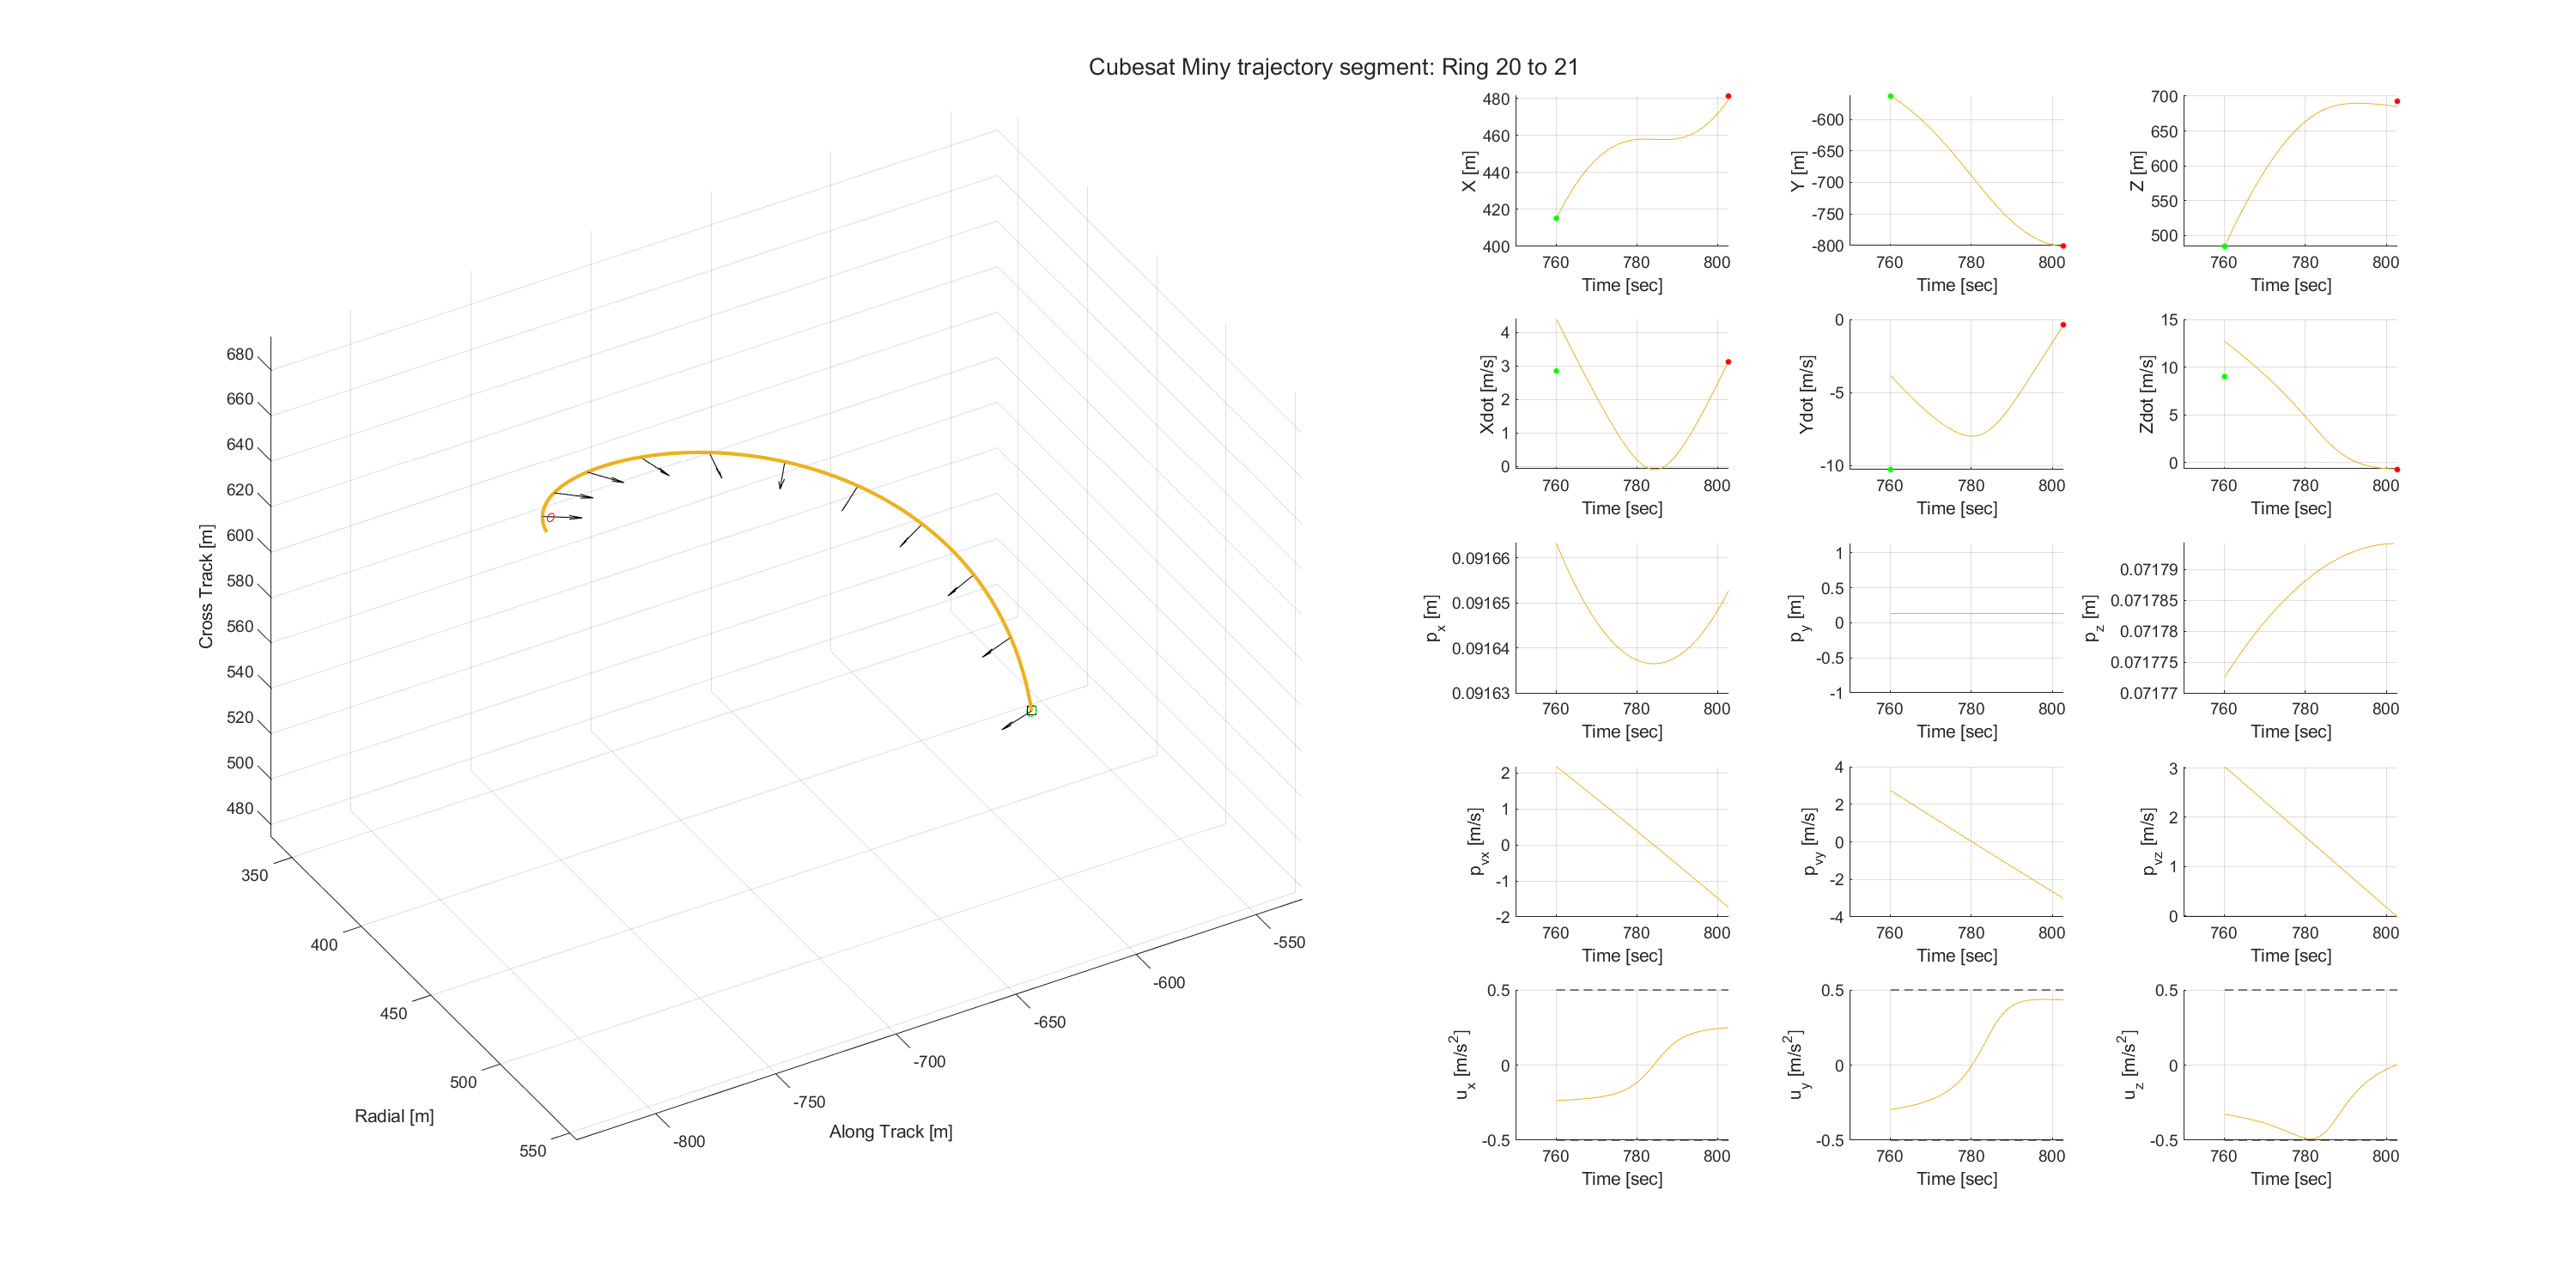 Cubesat Miny trajectory segment: Ring 20 to 21
680
660
640
620
600
580
560
540
520
500
480
Cross Track [m]
350
400
450
500
550
Radial [m]
-800
-750
-700
-650
-600
-550
Along Track [m]
480
460
440
420
400
X [m]
760 780 800
Time [sec]
-600
-650
-700
-750
-800
Y [m]
760 780 800
Time [sec]
700
650
600
550
500
Z [m]
760 780 800
Time [sec]
4
3
2
1
0
Xdot [m/s]
760 780 800
Time [sec]
0
-5
-10
Ydot [m/s]
760 780 800
Time [sec]
15
10
5
0
Zdot [m/s]
760 780 800
Time [sec]
0.09166
0.09165
0.09164
0.09163
p_x [m]
760 780 800
Time [sec]
1
0.5
0
-0.5
-1
p_y [m]
760 780 800
Time [sec]
0.07179
0.071785
0.07178
0.071775
0.07177
p_z [m]
760 780 800
Time [sec]
2
1
0
-1
-2
p_vx [m/s]
760 780 800
Time [sec]
4
2
0
-2
-4
p_vy [m/s]
760 780 800
Time [sec]
3
2
1
0
p_vz [m/s]
760 780 800
Time [sec]
0.5
0
-0.5
u_x [m/s²]
760 780 800
Time [sec]
0.5
0
-0.5
u_y [m/s²]
760 780 800
Time [sec]
0.5
0
-0.5
u_z [m/s²]
760 780 800
Time [sec]